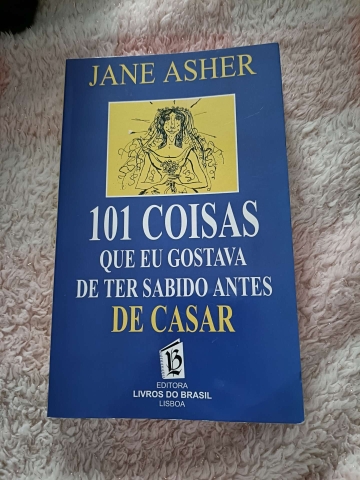 JANE ASHER
101 COISAS
QUE EU GOSTAVA
DE TER SABIDO ANTES
DE CASAR
EDITORA
LIVROS DO BRASIL
LISBOA